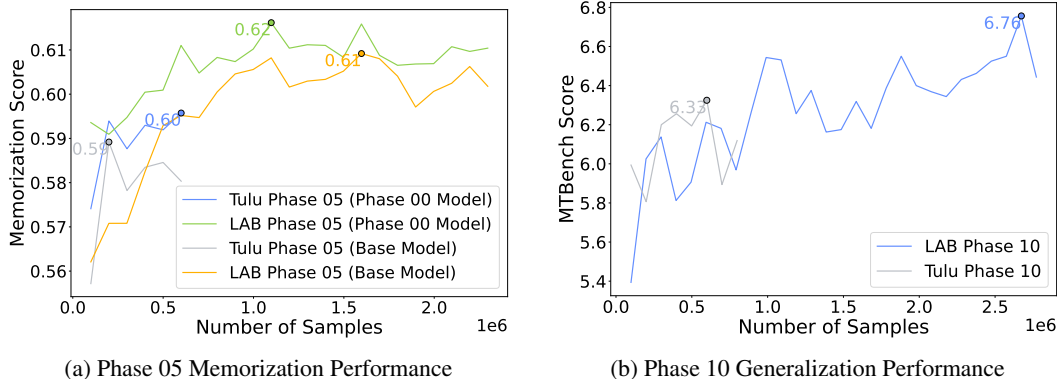 Memorization Score
0.61
0.60
0.59
0.58
0.57
0.56
0.62
0.61
0.60
0.59
Tulu Phase 05 (Phase 00 Model)
LAB Phase 05 (Phase 00 Model)
Tulu Phase 05 (Base Model)
LAB Phase 05 (Base Model)
0.0 0.5 1.0 1.5 2.0
Number of Samples 1e6
(a) Phase 05 Memorization Performance
MTBench Score
6.8
6.6
6.4
6.2
6.0
5.8
5.6
5.4
6.76
6.33
LAB Phase 10
Tulu Phase 10
0.0 0.5 1.0 1.5 2.0 2.5
Number of Samples 1e6
(b) Phase 10 Generalization Performance